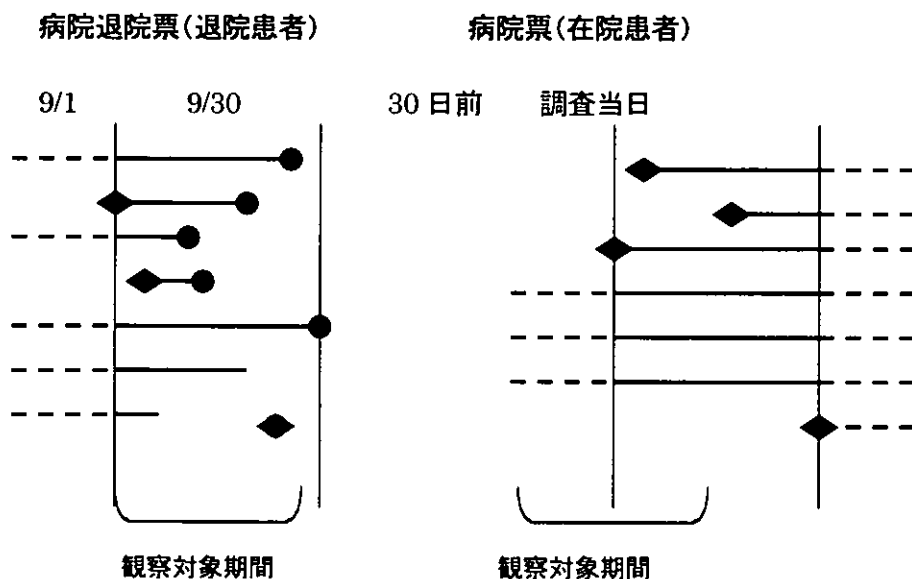 病院退院票(退院患者)
病院票(在院患者)
9/1 9/30
30日前 調査当日
観察対象期間
観察対象期間